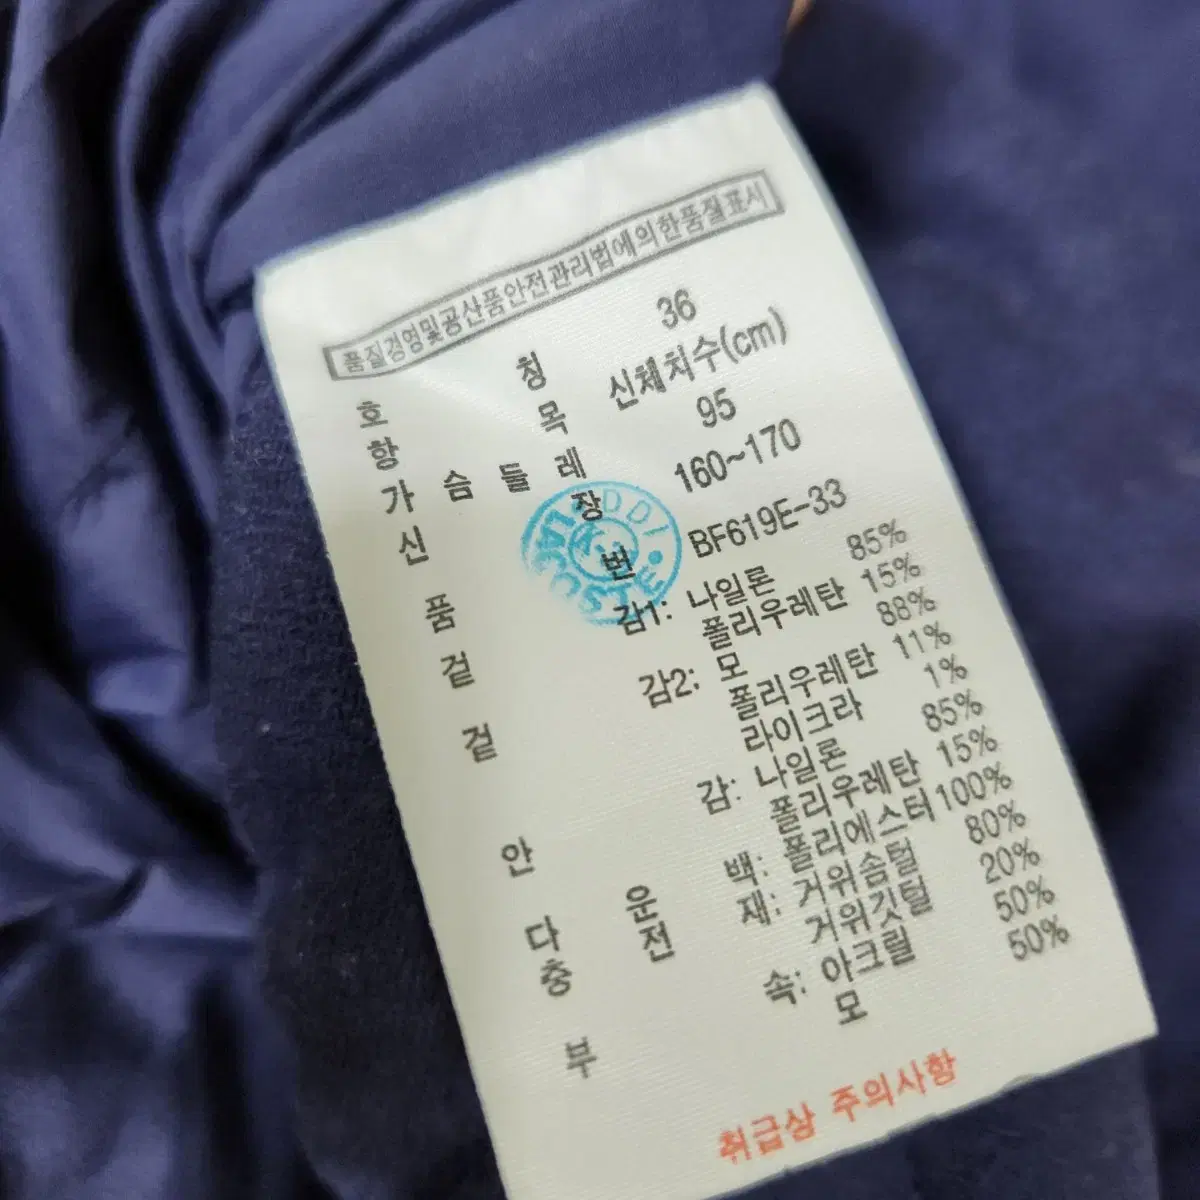 품질경영및공산품안전관리법에의한품질표시
호 칭 36
항 목 신체치수(cm)
가 슴 둘 레 95
신 장 160~170
품 번 BF619E-33
겉 감1: 나일론 85%
폴리우레탄 15%
겉 감2: 모 88%
폴리우레탄 11%
라이크라 1%
안 감: 나일론 85%
폴리우레탄 15%
다 운 백: 폴리에스터 100%
충 전 재: 거위솜털 80%
거위깃털 20%
부 속: 아크릴 50%
모 50%
취급상 주의사항